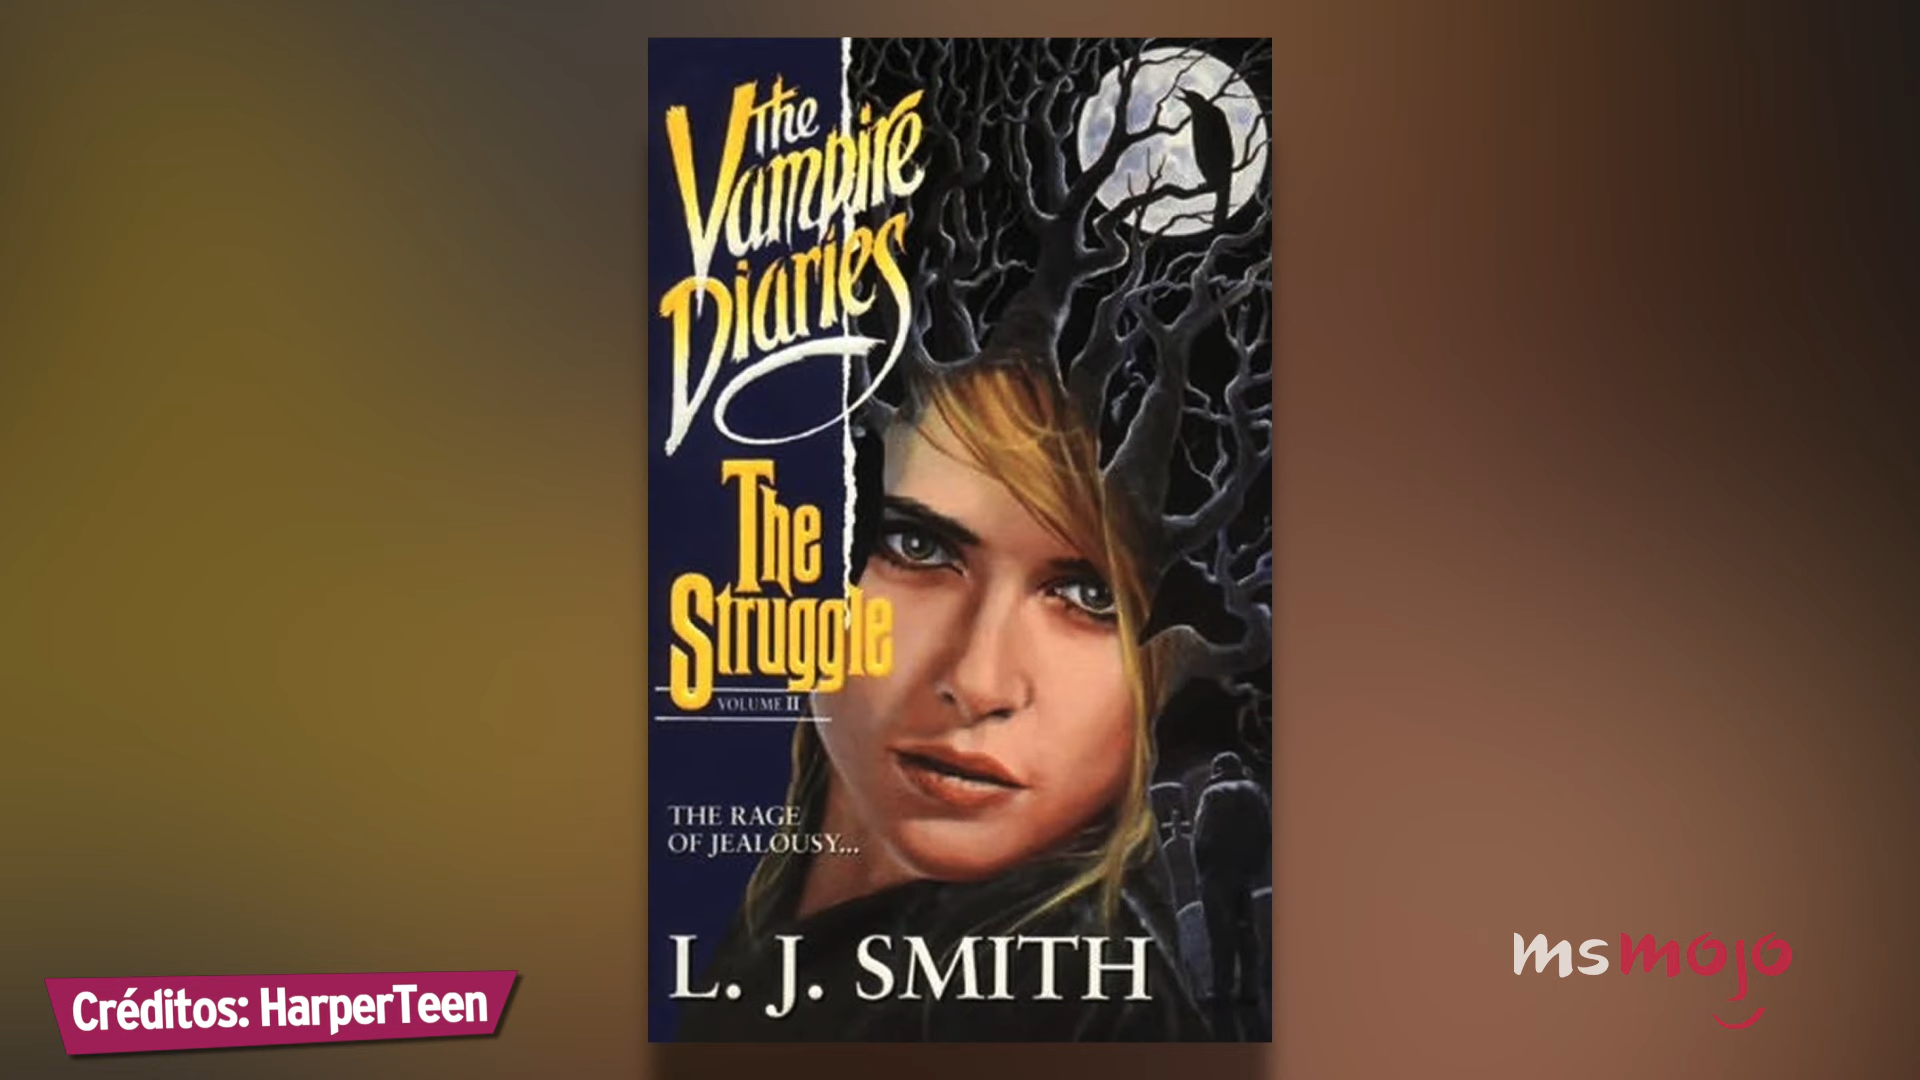 The
Vampire
Diaries
The
Struggle
VOLUME II
THE RAGE
OF JEALOUSY...
L. J. SMITH
Créditos: HarperTeen
msmojo